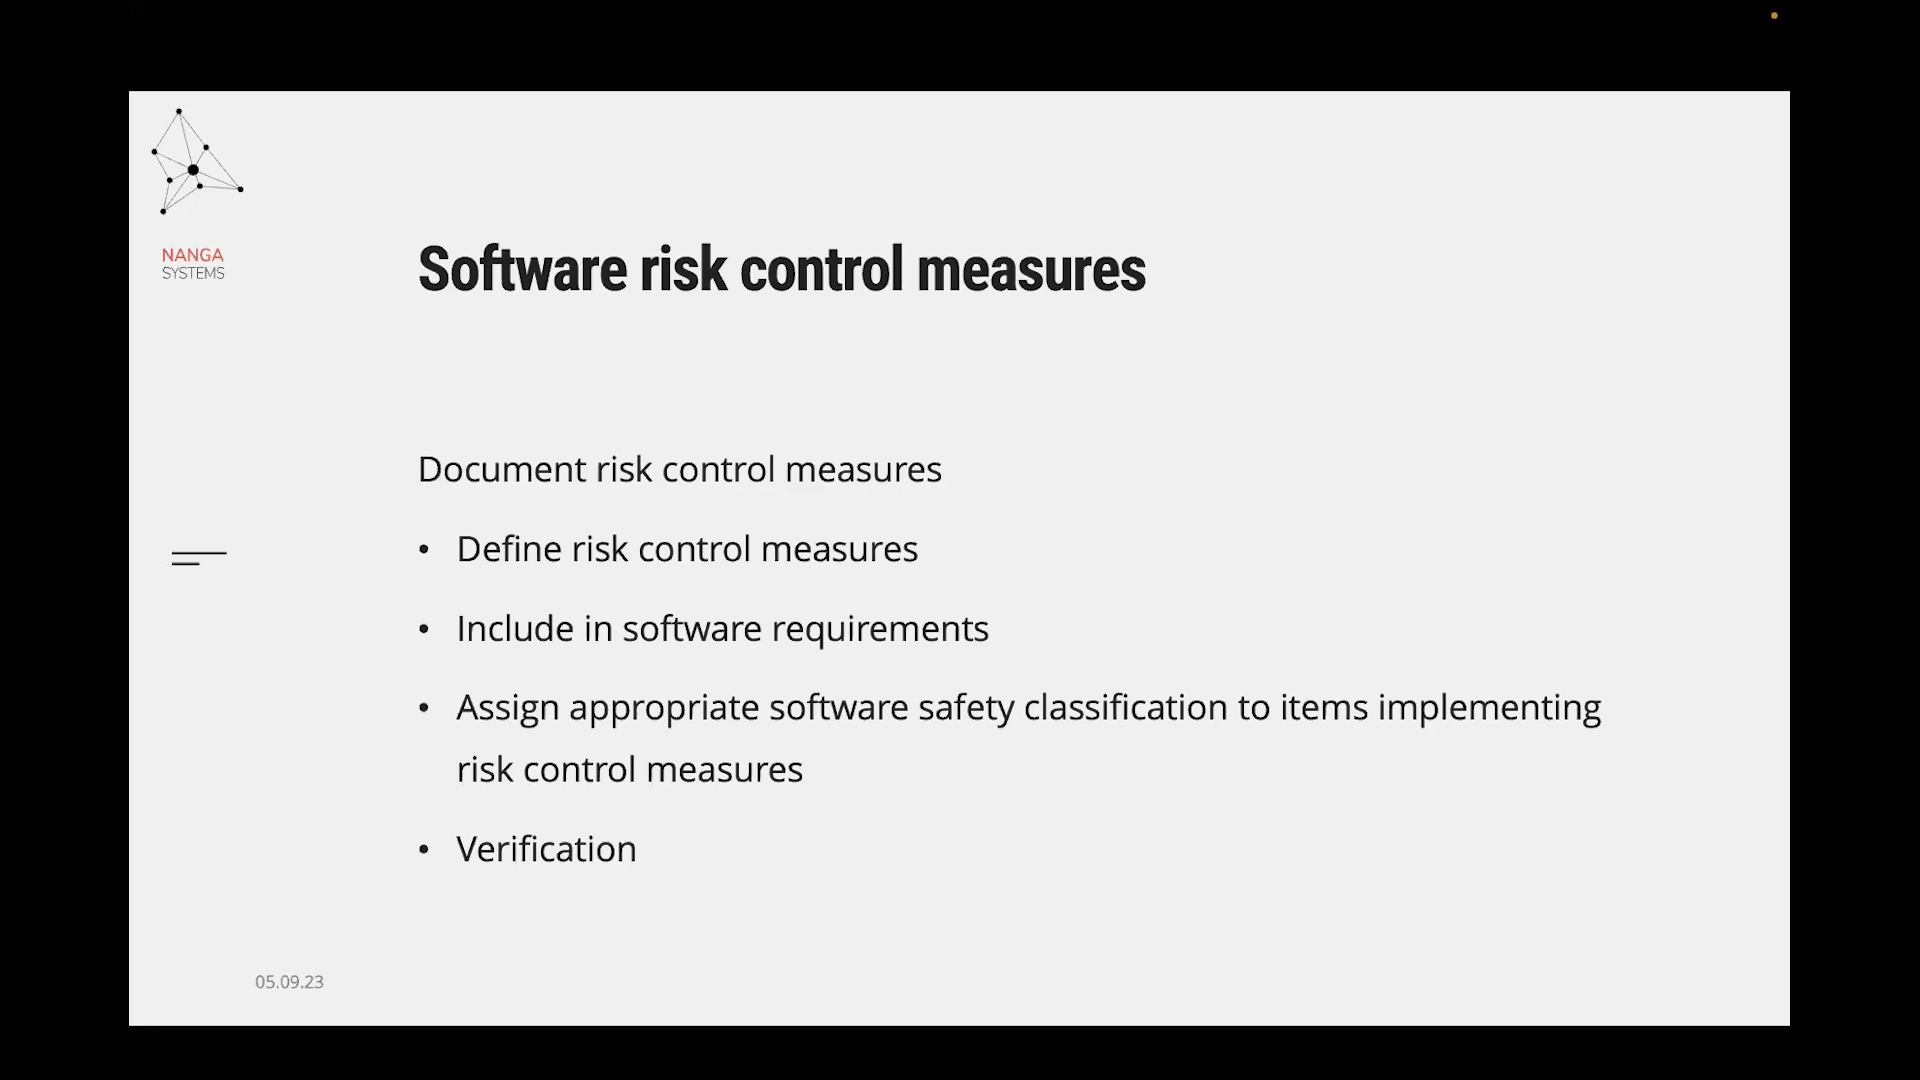 NANGA
SYSTEMS
Software risk control measures
Document risk control measures
• Define risk control measures
• Include in software requirements
• Assign appropriate software safety classification to items implementing
risk control measures
• Verification
05.09.23